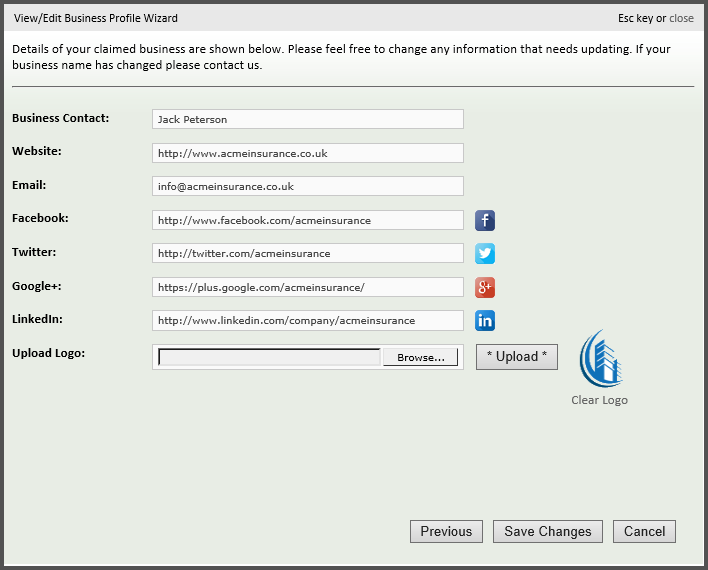 View/Edit Business Profile Wizard Esc key or close
Details of your claimed business are shown below. Please feel free to change any information that needs updating. If your
business name has changed please contact us.
Business Contact: Jack Peterson
Website: http://www.acmeinsurance.co.uk
Email: info@acmeinsurance.co.uk
Facebook: http://www.facebook.com/acmeinsurance f
Twitter: http://twitter.com/acmeinsurance
Google+: https://plus.google.com/acmeinsurance/ g+
LinkedIn: http://www.linkedin.com/company/acmeinsurance in
Upload Logo: Browse... * Upload *
Clear Logo
Previous Save Changes Cancel